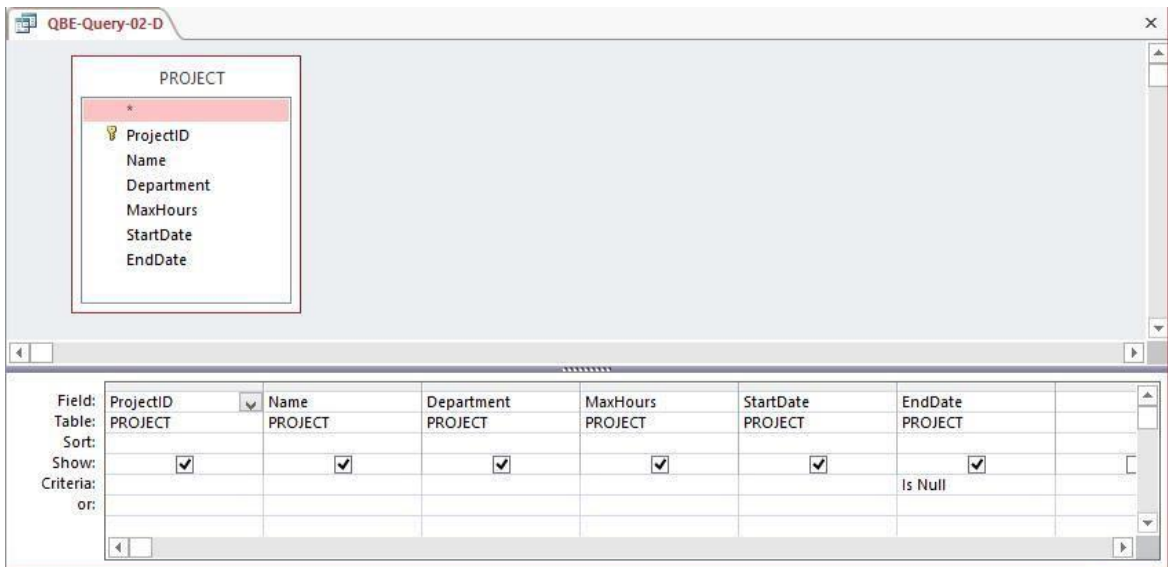 QBE-Query-02-D
PROJECT
*
ProjectID
Name
Department
MaxHours
StartDate
EndDate
Field: ProjectID Name Department MaxHours StartDate EndDate
Table: PROJECT PROJECT PROJECT PROJECT PROJECT PROJECT
Sort:
Show:
Criteria: Is Null
or: